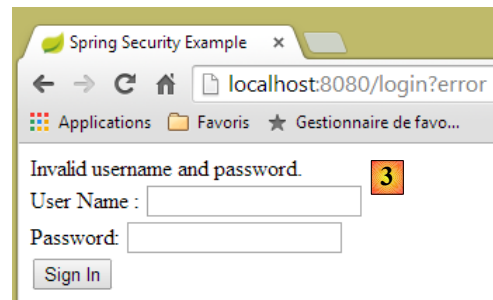 Spring Security Example
localhost:8080/login?error
Applications Favoris Gestionnaire de favo...
Invalid username and password.
3
User Name :
Password:
Sign In